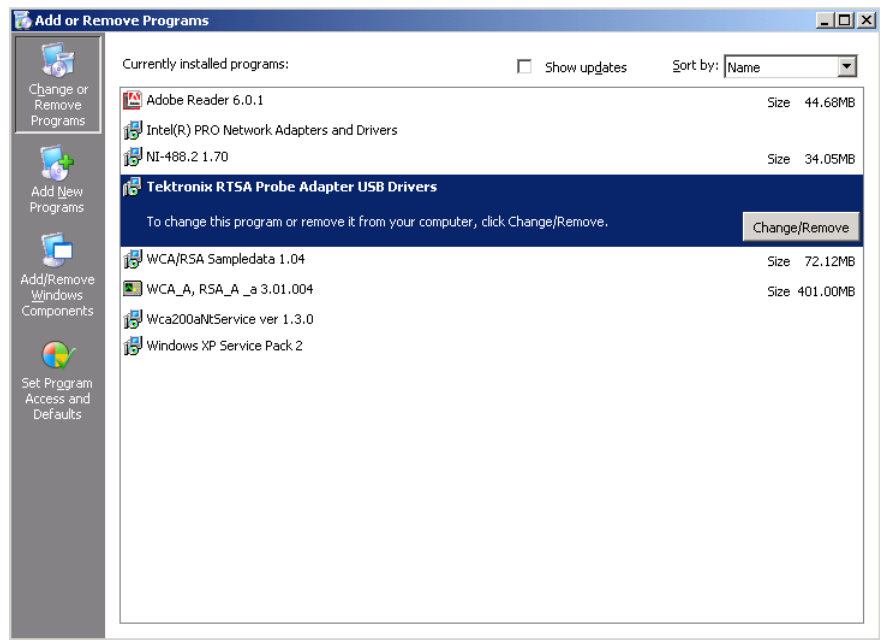 Add or Remove Programs
Change or
Remove
Programs
Add New
Programs
Add/Remove
Windows
Components
Set Program
Access and
Defaults
Currently installed programs: Show updates Sort by: Name
Adobe Reader 6.0.1 Size 44.68MB
Intel(R) PRO Network Adapters and Drivers
NI-488.2 1.70 Size 34.05MB
Tektronix RTSA Probe Adapter USB Drivers
To change this program or remove it from your computer, click Change/Remove. Change/Remove
WCA/RSA Sampledata 1.04 Size 72.12MB
WCA_A, RSA_A _a 3.01.004 Size 401.00MB
Wca200aNtService ver 1.3.0
Windows XP Service Pack 2